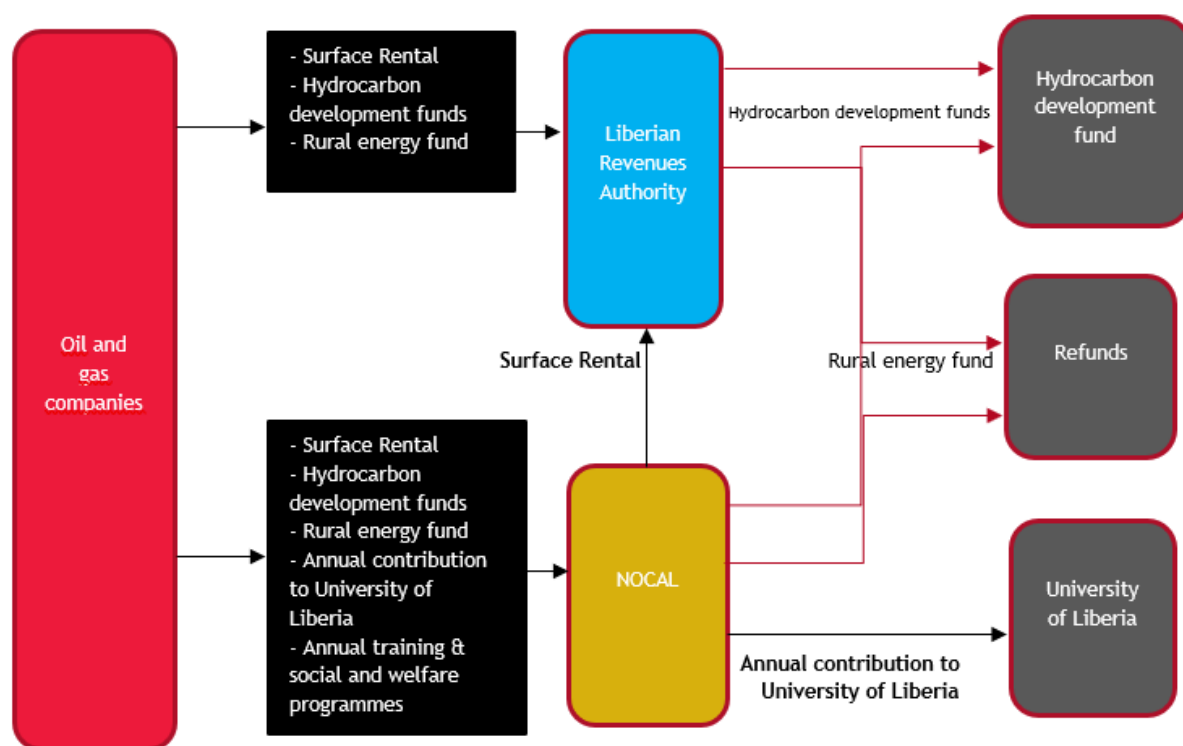 Oil and
gas
companies
- Surface Rental
- Hydrocarbon
development funds
- Rural energy fund
Liberian
Revenues
Authority
Hydrocarbon development funds
Hydrocarbon
development
fund
Surface Rental
Rural energy fund
Refunds
- Surface Rental
- Hydrocarbon
development funds
- Rural energy fund
- Annual contribution
to University of
Liberia
- Annual training &
social and welfare
programmes
NOCAL
Annual contribution to
University of Liberia
University
of Liberia